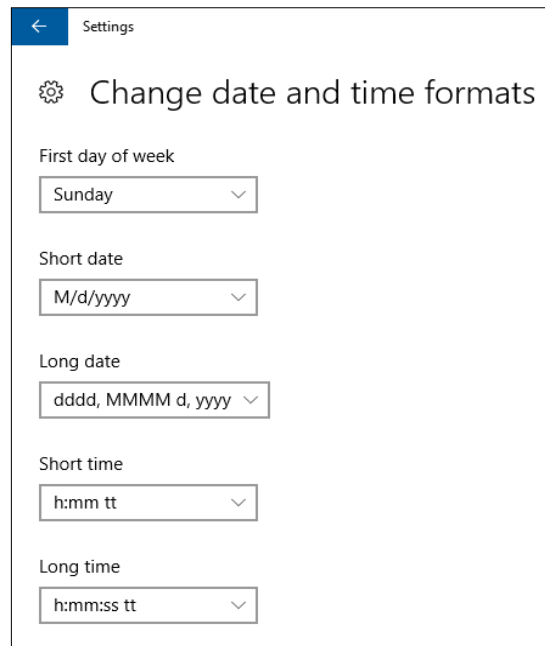 Settings
Change date and time formats
First day of week
Sunday
Short date
M/d/yyyy
Long date
dddd, MMMM d, yyyy
Short time
h:mm tt
Long time
h:mm:ss tt